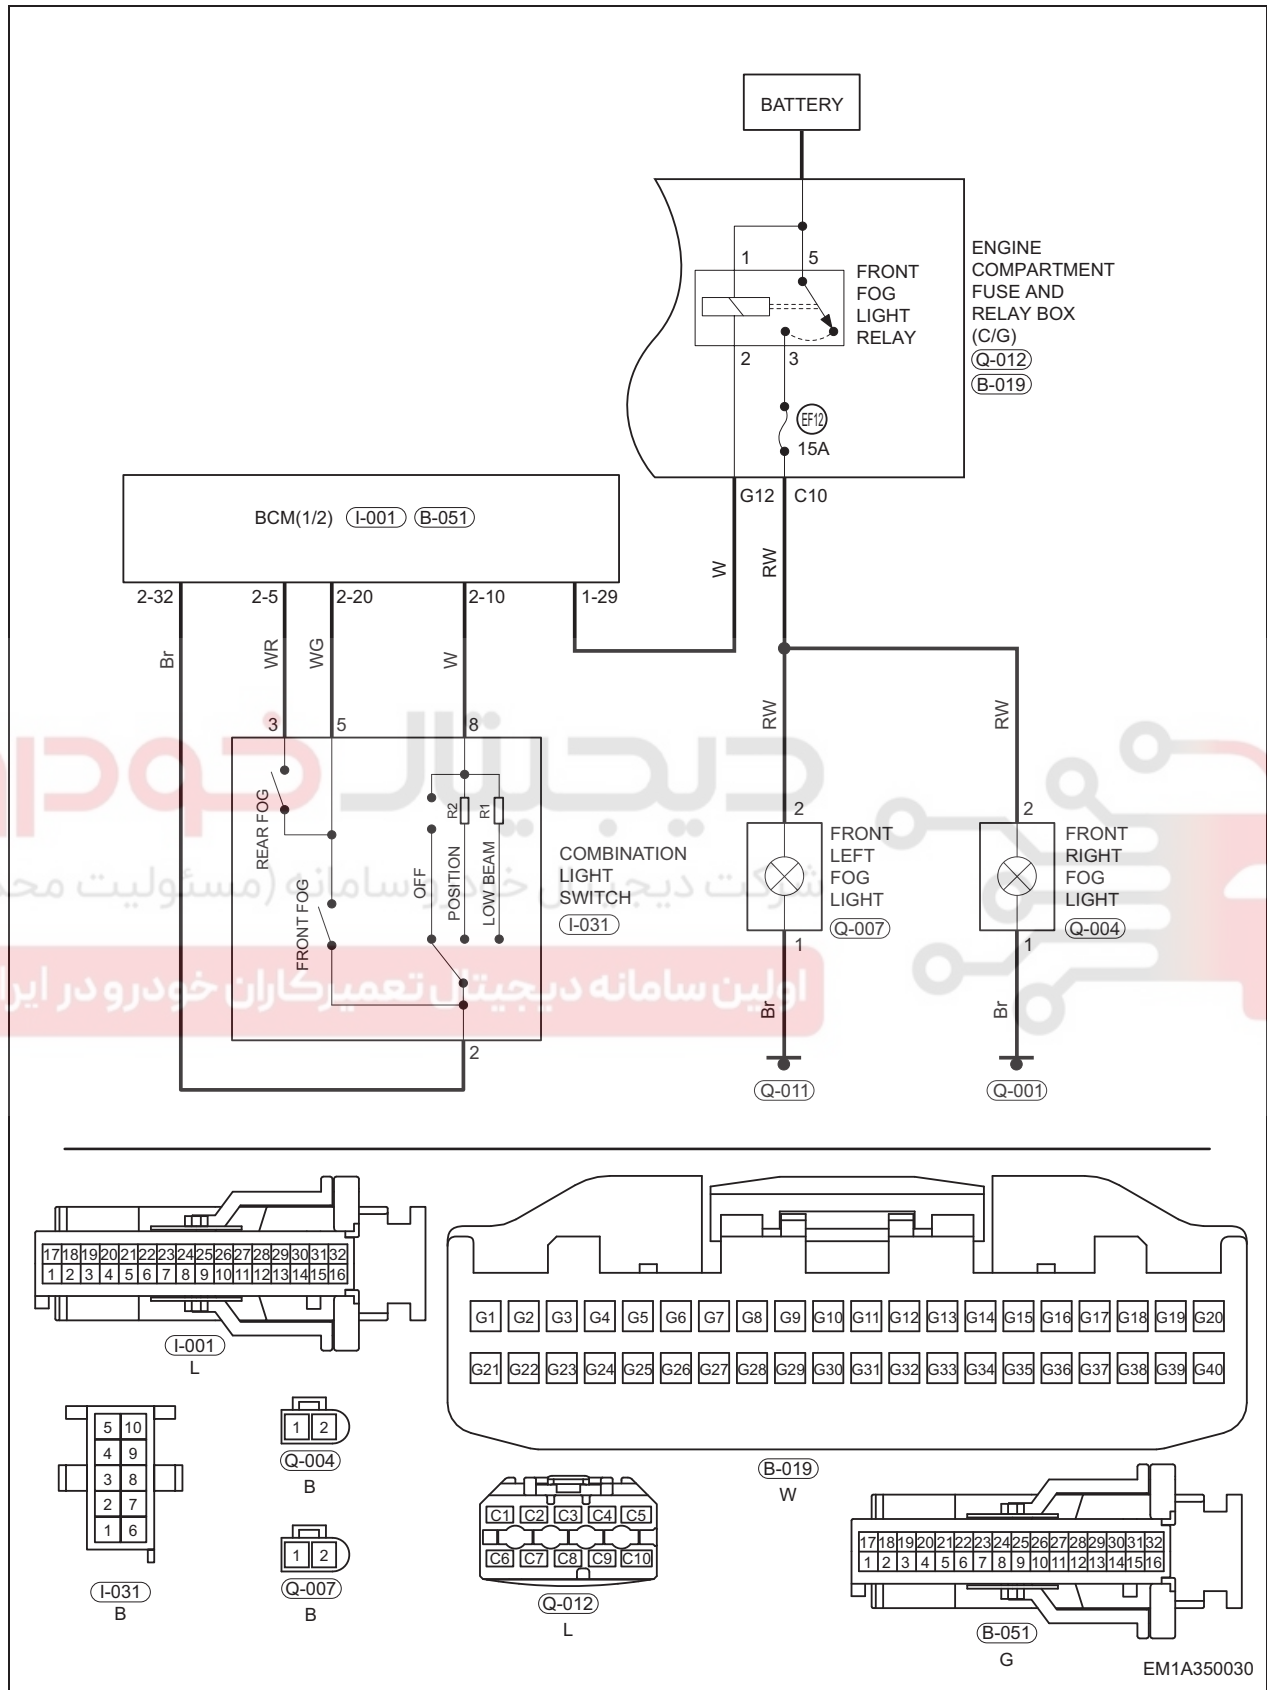 BATTERY
1
5
FRONT
FOG
LIGHT
RELAY
ENGINE
COMPARTMENT
FUSE AND
RELAY BOX
(C/G)
Q-012
B-019
2
3
EF12
15A
G12
C10
BCM(1/2) I-001 B-051
2-32
2-5
2-20
2-10
1-29
W
RW
Br
WR
WG
W
RW
RW
3
5
8
دیجیتال خودرو
REAR FOG
R2
R1
OFF
POSITION
LOW BEAM
FRONT FOG
COMBINATION
LIGHT
SWITCH
I-031
2
FRONT
LEFT
FOG
LIGHT
Q-007
1
2
FRONT
RIGHT
FOG
LIGHT
Q-004
1
شرکت دیجیتال خودرو سامانه (مسئولیت
اولین سامانه دیجیتال تعمیرکاران خودرو در
Br
Br
2
Q-011
Q-001
17 18 19 20 21 22 23 24 25 26 27 28 29 30 31 32
1 2 3 4 5 6 7 8 9 10 11 12 13 14 15 16
I-001
L
G1 G2 G3 G4 G5 G6 G7 G8 G9 G10 G11 G12 G13 G14 G15 G16 G17 G18 G19 G20
G21 G22 G23 G24 G25 G26 G27 G28 G29 G30 G31 G32 G33 G34 G35 G36 G37 G38 G39 G40
B-019
W
5 10
4 9
3 8
2 7
1 6
I-031
B
1 2
Q-004
B
1 2
Q-007
B
C1 C2 C3 C4 C5
C6 C7 C8 C9 C10
Q-012
L
17 18 19 20 21 22 23 24 25 26 27 28 29 30 31 32
1 2 3 4 5 6 7 8 9 10 11 12 13 14 15 16
B-051
G
EM1A350030